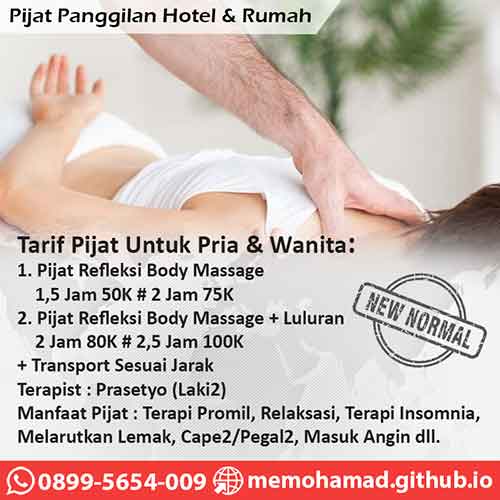 Pijat Panggilan Hotel & Rumah
Tarif Pijat Untuk Pria & Wanita:
1. Pijat Refleksi Body Massage
1,5 Jam 50K # 2 Jam 75K
2. Pijat Refleksi Body Massage + Luluran
2 Jam 80K # 2,5 Jam 100K
+ Transport Sesuai Jarak
Terapist : Prasetyo (Laki2)
Manfaat Pijat : Terapi Promil, Relaksasi, Terapi Insomnia,
Melarutkan Lemak, Cape2/Pegal2, Masuk Angin dll.
NEW NORMAL
0899-5654-009 memohamad.github.io